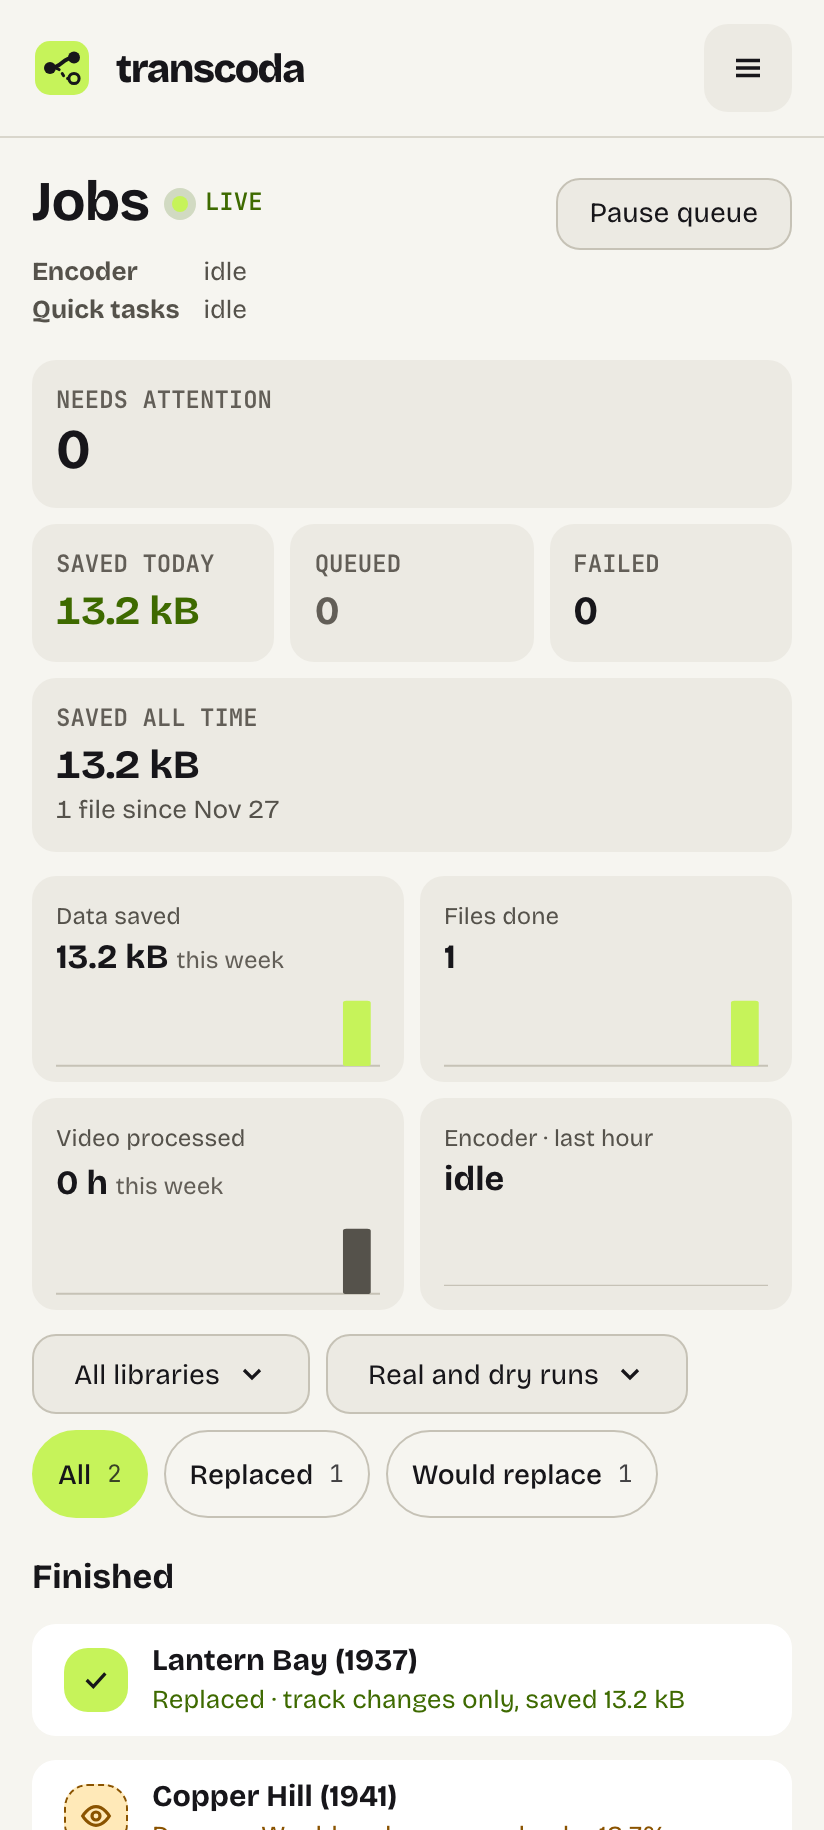 transcoda
Jobs LIVE
Pause queue
Encoder idle
Quick tasks idle
NEEDS ATTENTION
0
SAVED TODAY
13.2 kB
QUEUED
0
FAILED
0
SAVED ALL TIME
13.2 kB
1 file since Nov 27
Data saved
13.2 kB this week
Files done
1
Video processed
0 h this week
Encoder · last hour
idle
All libraries
Real and dry runs
All 2
Replaced 1
Would replace 1
Finished
Lantern Bay (1937)
Replaced · track changes only, saved 13.2 kB
Copper Hill (1941)